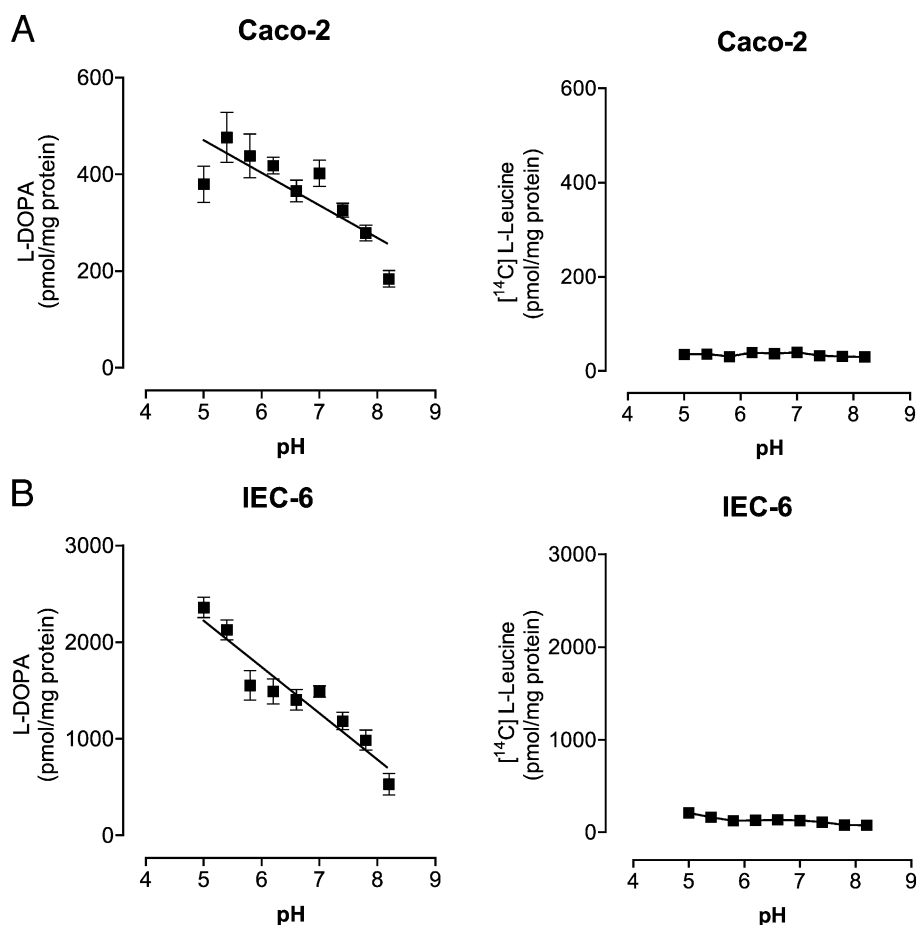 A
Caco-2
L-DOPA
(pmol/mg protein)
600
400
200
0
4 5 6 7 8 9
pH
Caco-2
[¹⁴C] L-Leucine
(pmol/mg protein)
600
400
200
0
4 5 6 7 8 9
pH
B
IEC-6
L-DOPA
(pmol/mg protein)
3000
2000
1000
0
4 5 6 7 8 9
pH
IEC-6
[¹⁴C] L-Leucine
(pmol/mg protein)
3000
2000
1000
0
4 5 6 7 8 9
pH